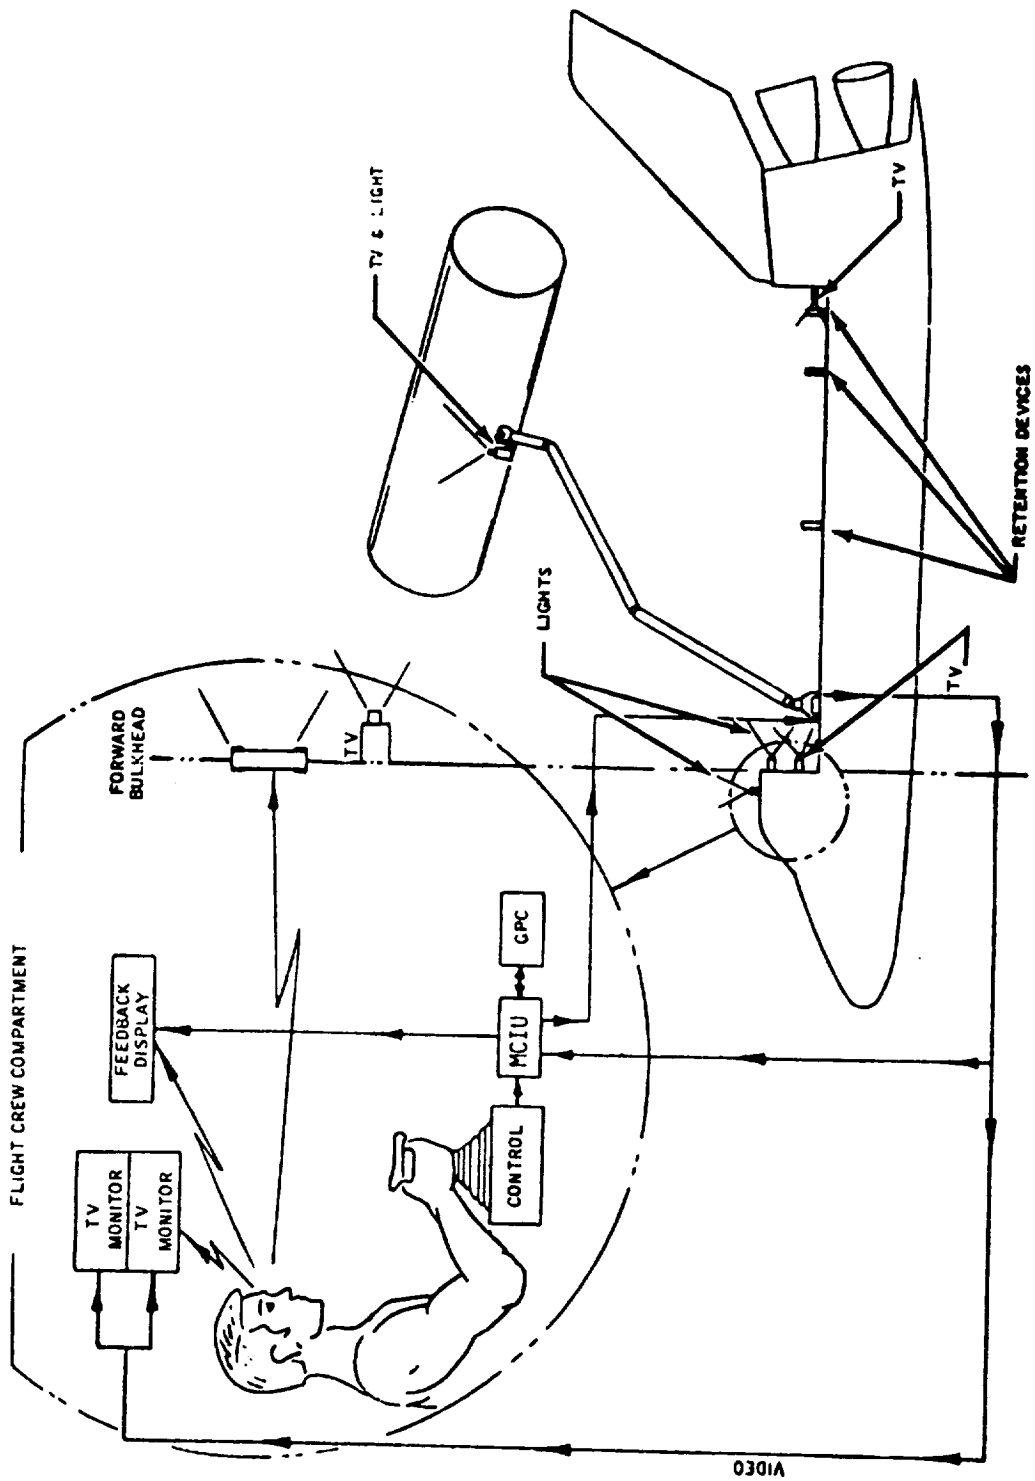 FLIGHT CREW COMPARTMENT
TV
MONITOR
TV
MONITOR
FEEDBACK
DISPLAY
FORWARD
BULKHEAD
TV
CONTROL
MCIU
GPC
VIDEO
LIGHTS
TV & LIGHT
TV
TV
RETENTION DEVICES